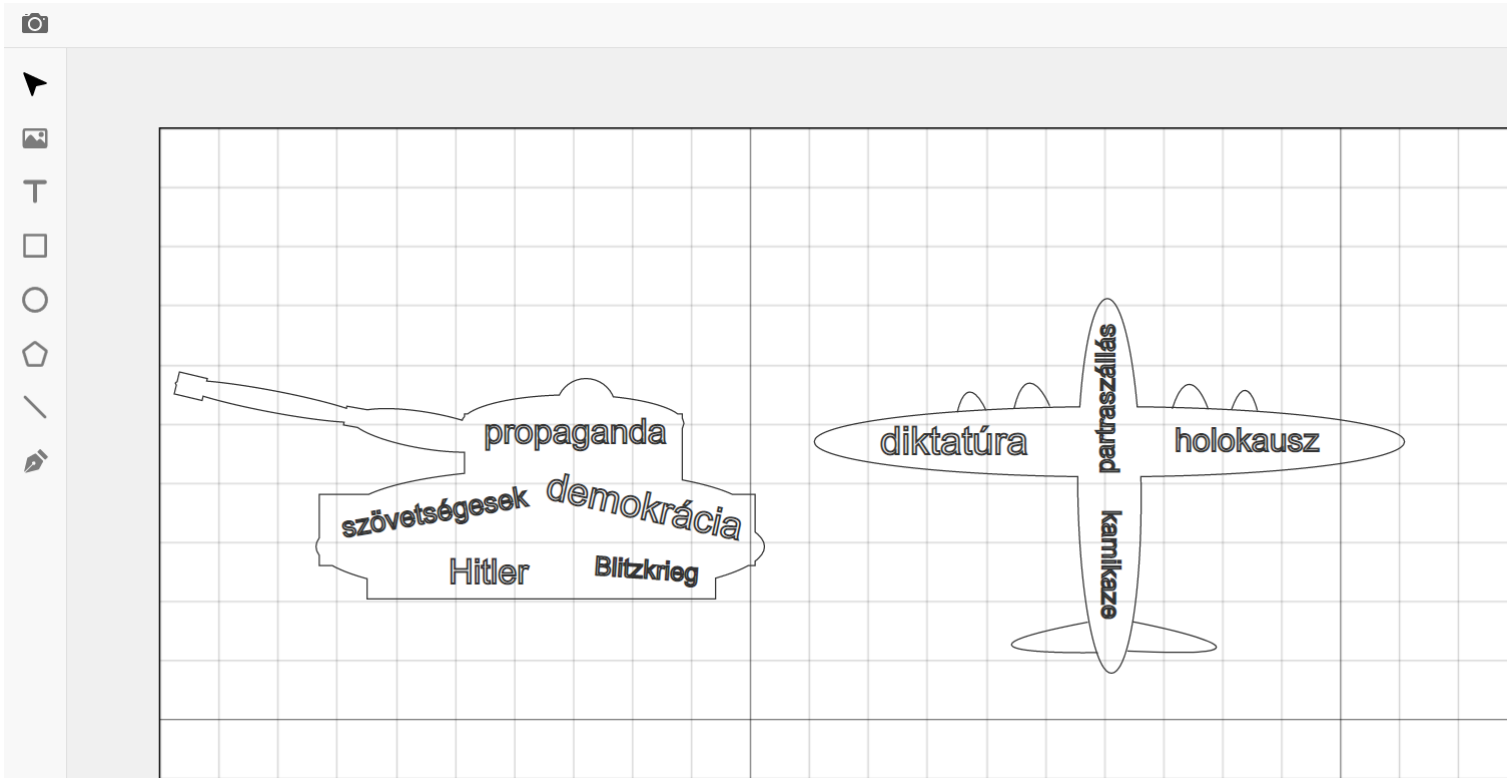 propaganda
szövetségesek
demokrácia
Hitler
Blitzkrieg
partraszállás
diktatúra
holokausz
kamikaze